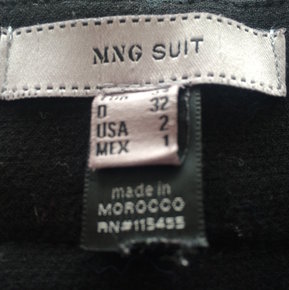 MNG SUIT
D 32
USA 2
MEX 1
made in
MOROCCO
RN#115455